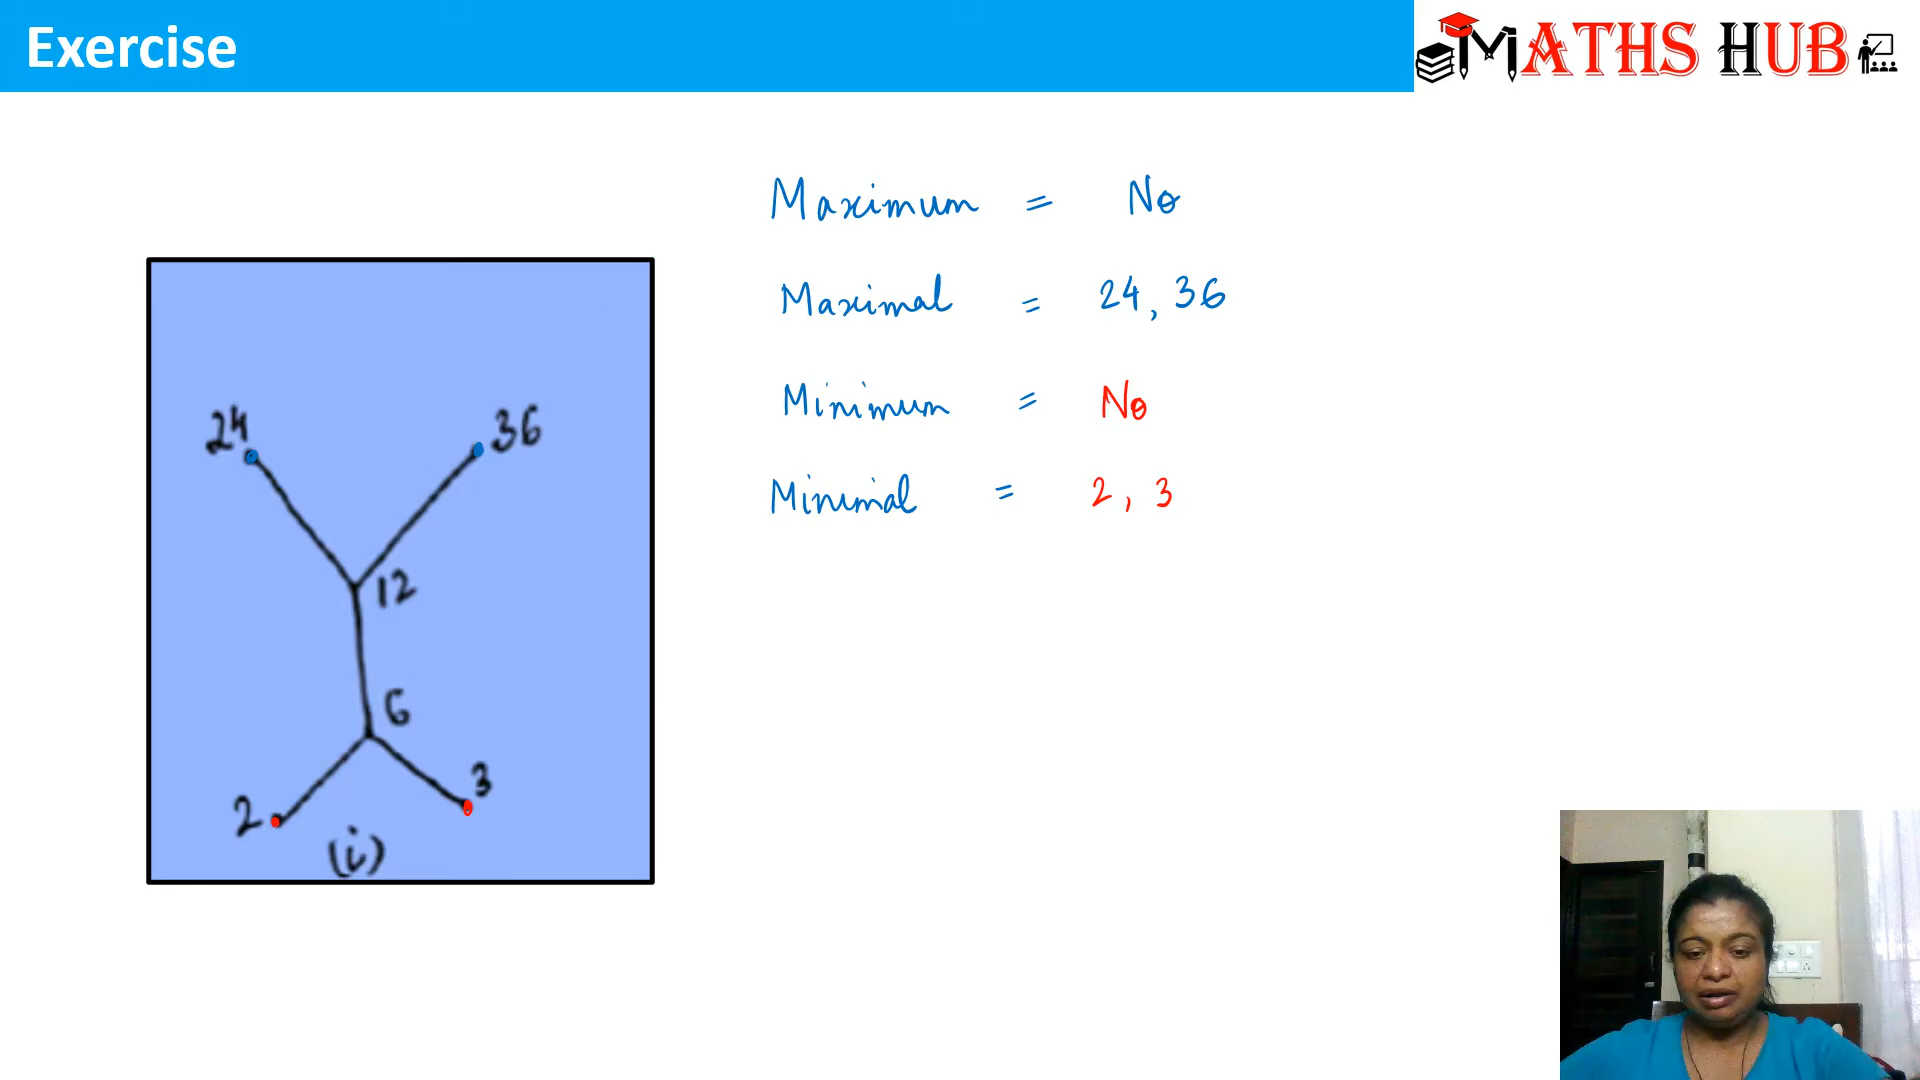 Exercise
MATHS HUB
Maximum = No
Maximal = 24, 36
Minimum = No
Minimal = 2, 3
24
36
12
6
2
3
(i)